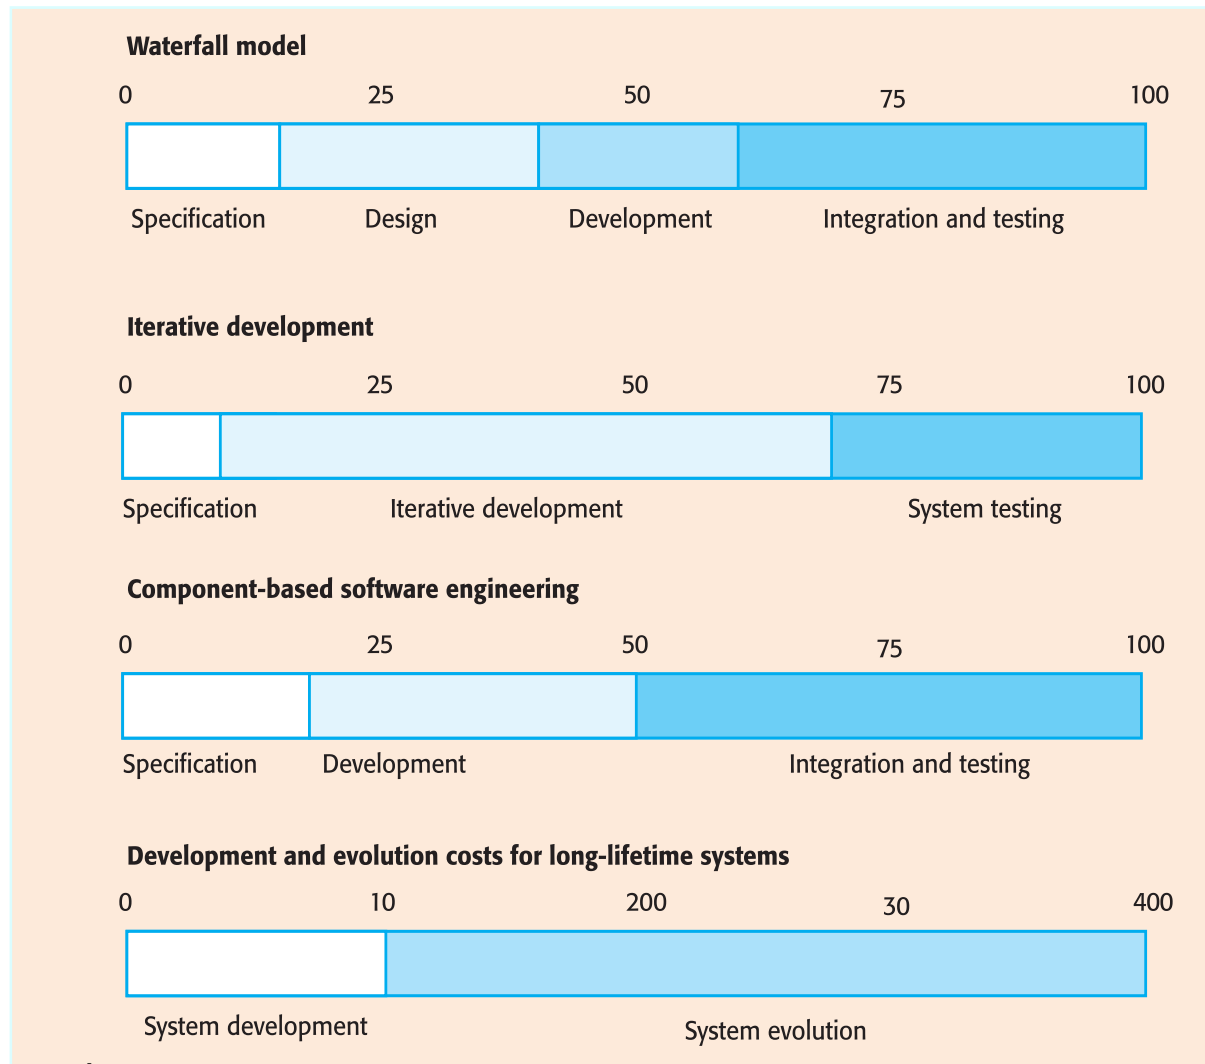 Waterfall model
0 25 50 75 100
Specification Design Development Integration and testing
Iterative development
0 25 50 75 100
Specification Iterative development System testing
Component-based software engineering
0 25 50 75 100
Specification Development Integration and testing
Development and evolution costs for long-lifetime systems
0 10 200 30 400
System development System evolution